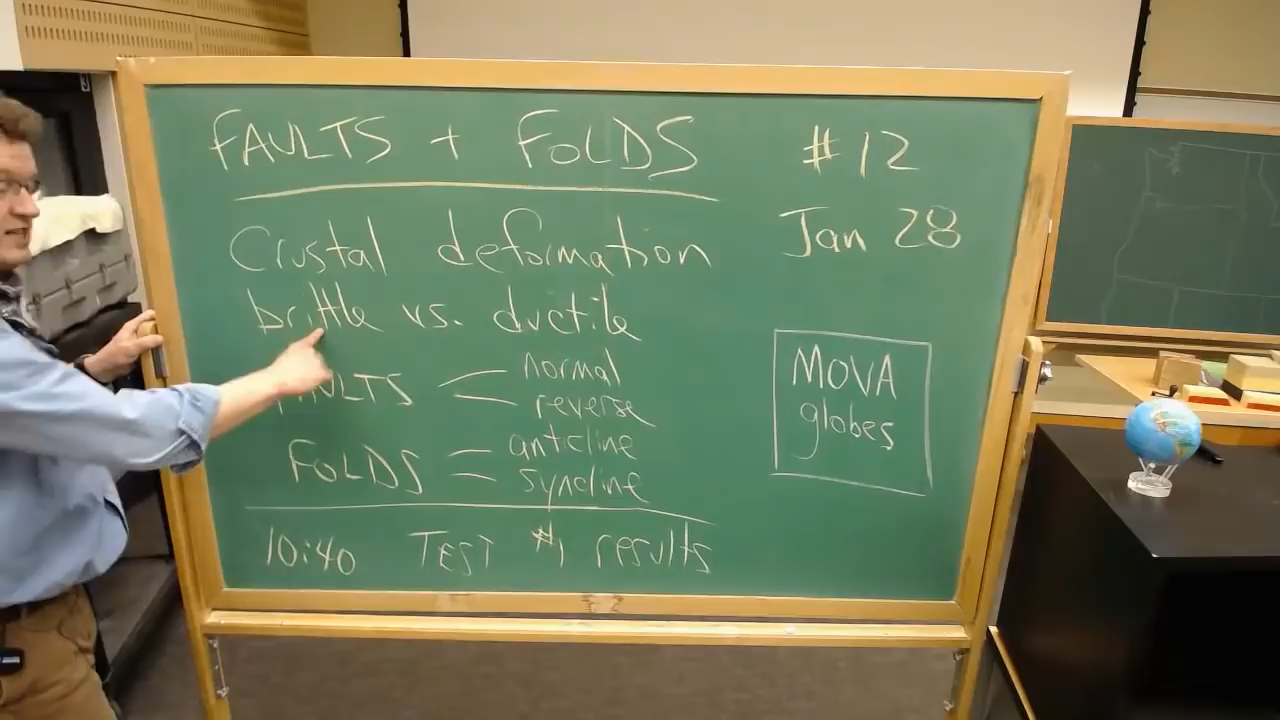 FAULTS + FOLDS
#12
Crustal deformation
Jan 28
brittle vs. ductile
FAULTS
normal
reverse
FOLDS
anticline
syncline
MOVA
globes
10:40 TEST #1 results